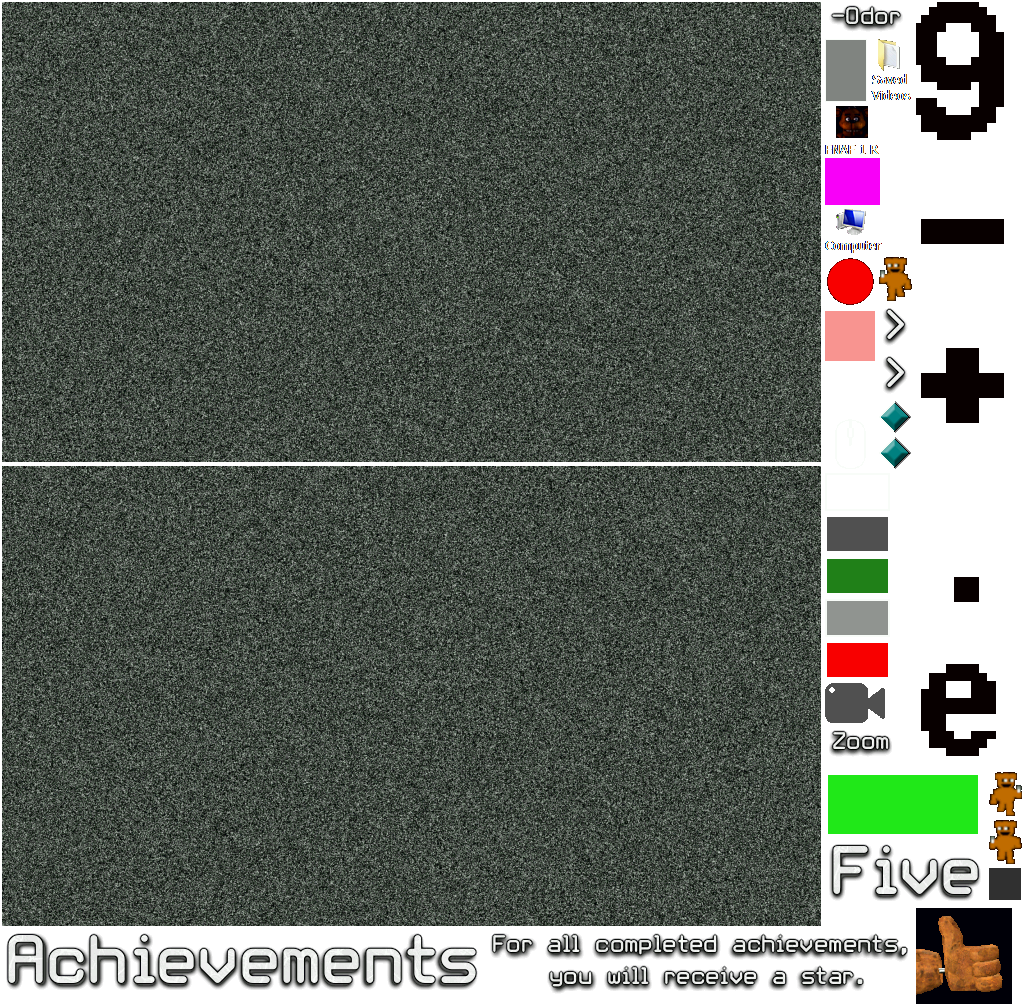 -Odor
9
Saved
Videos
-
Computer
+
>
>
.
e
Zoom
Five
Achievements
For all completed achievements,
you will receive a star.